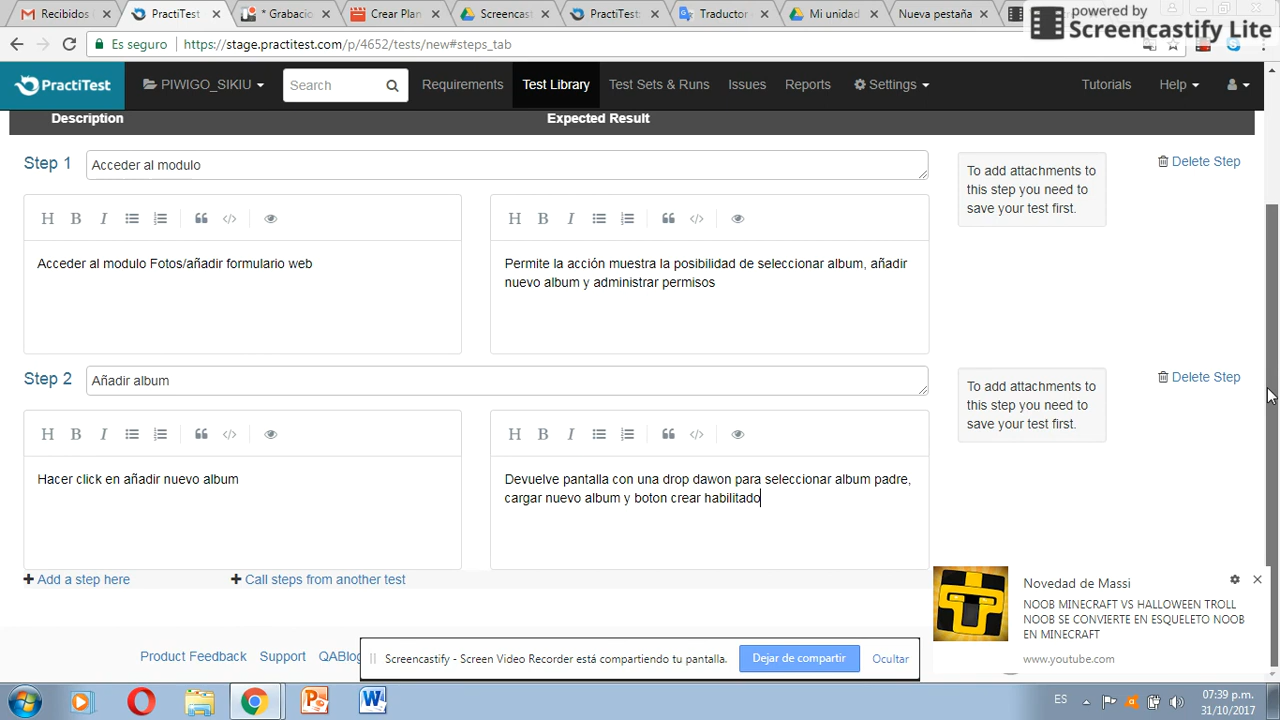 Recibido
PractiTest
* Grabació
Crear Plan
Screencast
PractiTest
Traductor
Mi unidad
Nueva pestaña
powered by
Screencastify Lite
Es seguro
https://stage.practitest.com/p/4652/tests/new#steps_tab
PractiTest
PIWIGO_SIKIU
Search
Requirements
Test Library
Test Sets & Runs
Issues
Reports
Settings
Tutorials
Help
Description
Expected Result
Step 1
Acceder al modulo
To add attachments to
this step you need to
save your test first.
Delete Step
Acceder al modulo Fotos/añadir formulario web
Permite la acción muestra la posibilidad de seleccionar album, añadir
nuevo album y administrar permisos
Step 2
Añadir album
To add attachments to
this step you need to
save your test first.
Delete Step
Hacer click en añadir nuevo album
Devuelve pantalla con una drop dawon para seleccionar album padre,
cargar nuevo album y boton crear habilitado
Add a step here
Call steps from another test
Novedad de Massi
NOOB MINECRAFT VS HALLOWEEN TROLL
NOOB SE CONVIERTE EN ESQUELETO NOOB
EN MINECRAFT
www.youtube.com
Product Feedback
Support
QABlog
Screencastify - Screen Video Recorder está compartiendo tu pantalla.
Dejar de compartir
Ocultar
ES
07:39 p.m.
31/10/2017